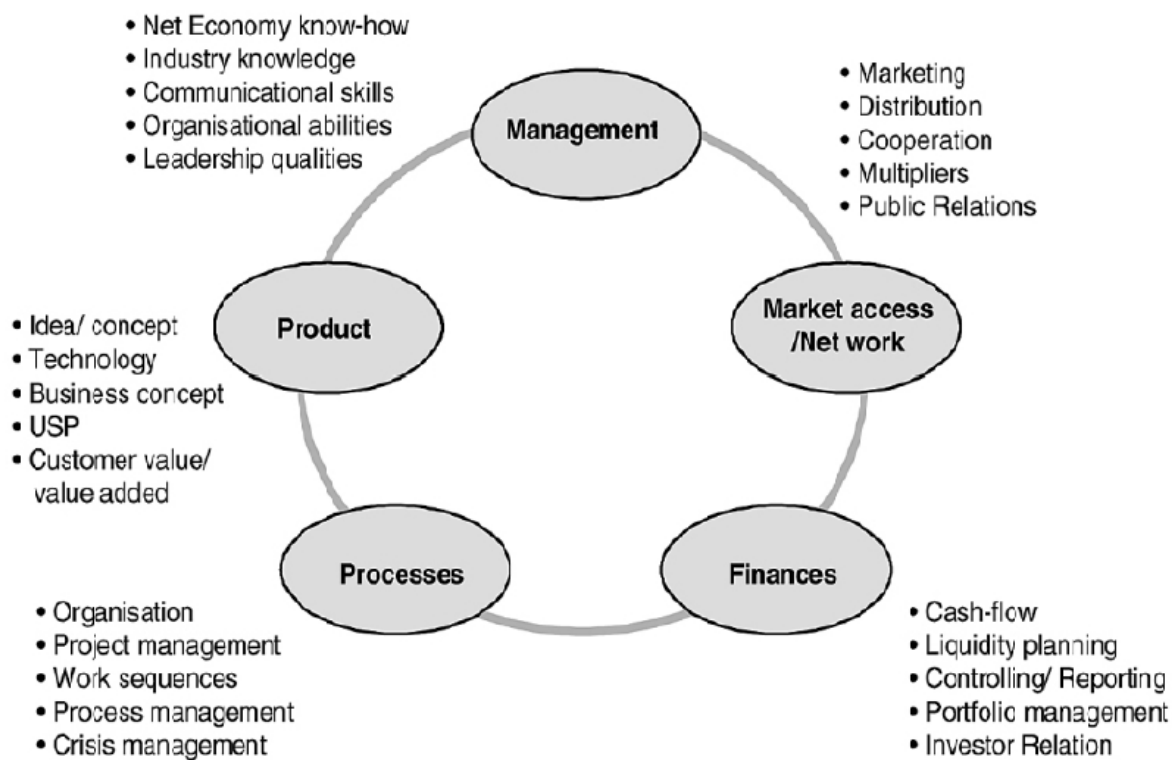 • Net Economy know-how
• Industry knowledge
• Communicational skills
• Organisational abilities
• Leadership qualities
Management
• Marketing
• Distribution
• Cooperation
• Multipliers
• Public Relations
Product
• Idea/ concept
• Technology
• Business concept
• USP
• Customer value/
value added
Market access
/Net work
Processes
• Organisation
• Project management
• Work sequences
• Process management
• Crisis management
Finances
• Cash-flow
• Liquidity planning
• Controlling/ Reporting
• Portfolio management
• Investor Relation